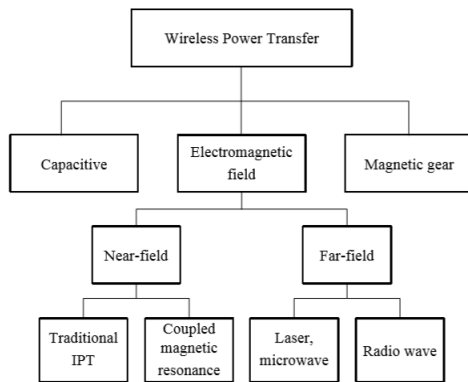 Wireless Power Transfer
Capacitive
Electromagnetic
field
Magnetic gear
Near-field
Far-field
Traditional
IPT
Coupled
magnetic
resonance
Laser,
microwave
Radio wave